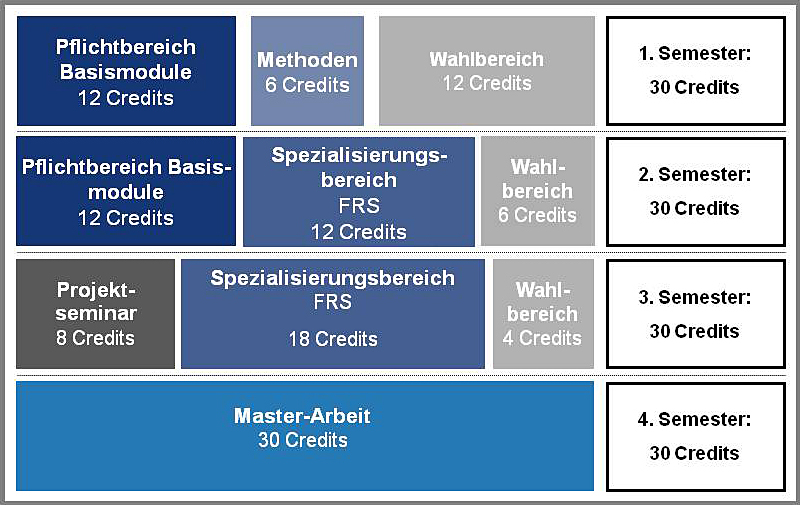 Pflichtbereich
Basismodule
12 Credits
Methoden
6 Credits
Wahlbereich
12 Credits
1. Semester:
30 Credits
Pflichtbereich Basis-
module
12 Credits
Spezialisierungs-
bereich
FRS
12 Credits
Wahl-
bereich
6 Credits
2. Semester:
30 Credits
Projekt-
seminar
8 Credits
Spezialisierungsbereich
FRS
18 Credits
Wahl-
bereich
4 Credits
3. Semester:
30 Credits
Master-Arbeit
30 Credits
4. Semester:
30 Credits